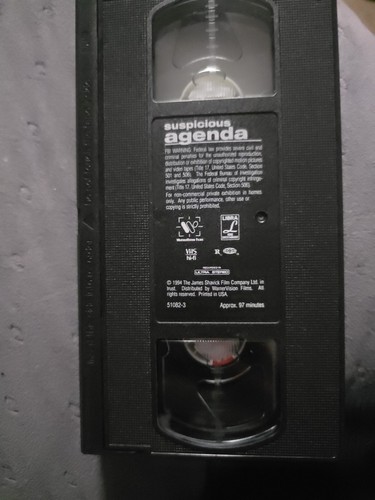 suspicious
agenda
FBI WARNING: Federal law provides severe civil and
criminal penalties for the unauthorized reproduction,
distribution or exhibition of copyrighted motion pictures
and video tapes (Title 17, United States Code, Section
501 and 506). The Federal Bureau of Investigation
investigates allegations of criminal copyright infringe-
ment (Title 17, United States Code, Section 506).
For non-commercial private exhibition in homes
only. Any public performance, other use or
copying is strictly prohibited.
LIBRA
L
WarnerVision Films
VHS
hi-fi
R
ULTRA STEREO
© 1994 The James Shavick Film Company Ltd. in
trust. Distributed by WarnerVision Films. All
rights reserved. Printed in USA.
51062-3 Approx. 97 minutes